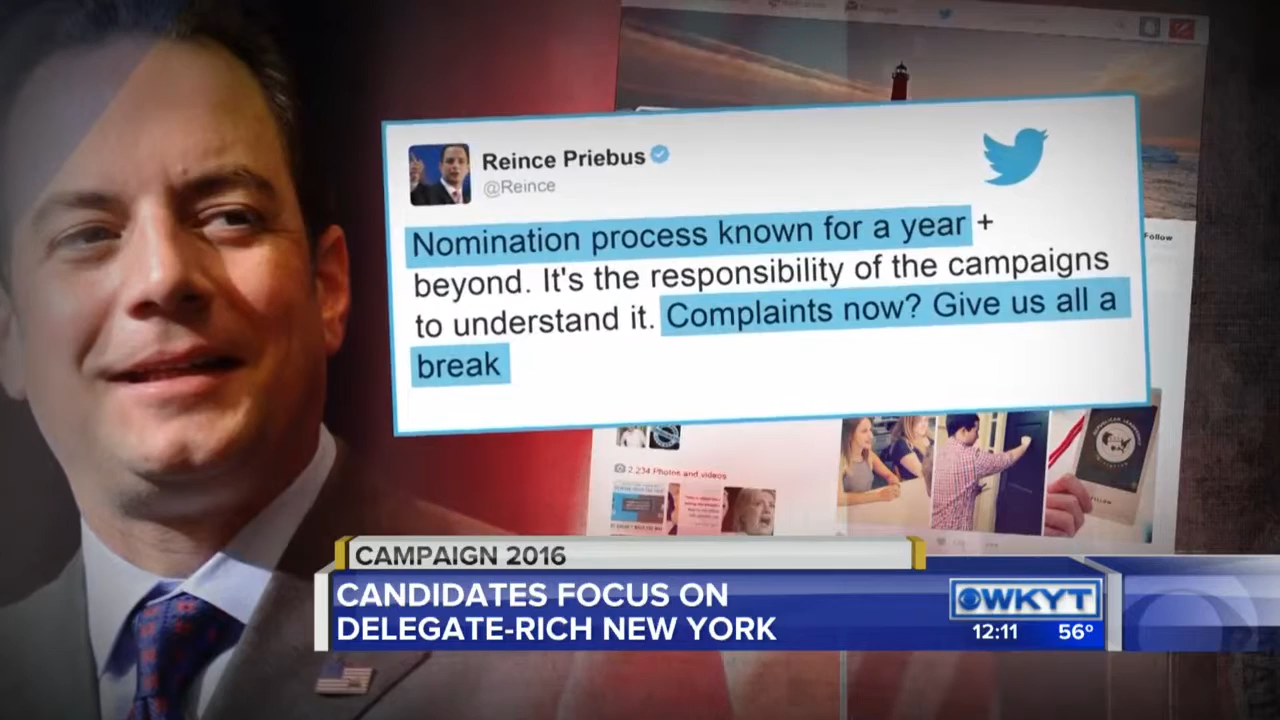 Reince Priebus
@Reince
Nomination process known for a year +
beyond. It's the responsibility of the campaigns
to understand it. Complaints now? Give us all a
break
Follow
2,234 Photos and videos
CAMPAIGN 2016
CANDIDATES FOCUS ON
DELEGATE-RICH NEW YORK
WKYT
12:11 56°